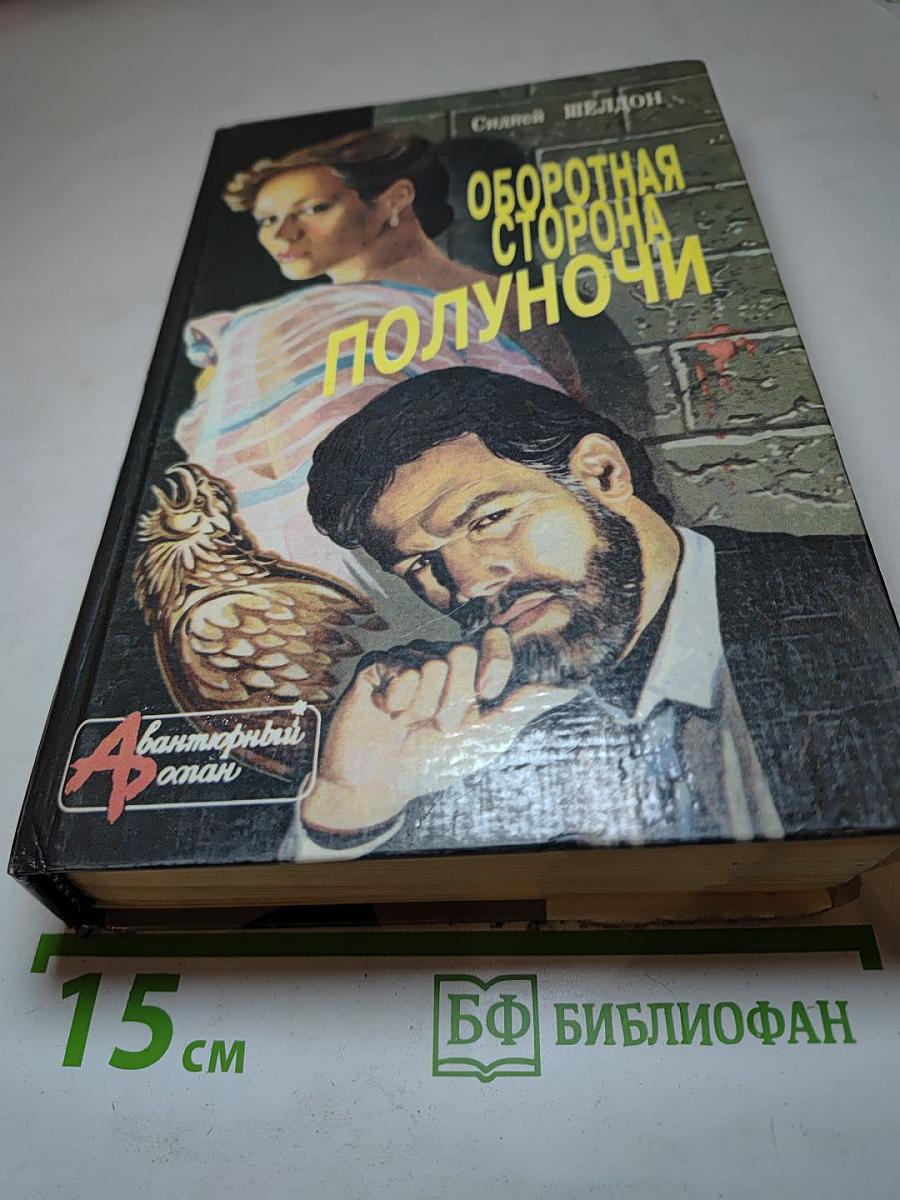 Сидней ШЕЛДОН
ОБОРОТНАЯ
СТОРОНА
ПОЛУНОЧИ
Авантюрный
Роман
15 см
БФ БИБЛИОФАН